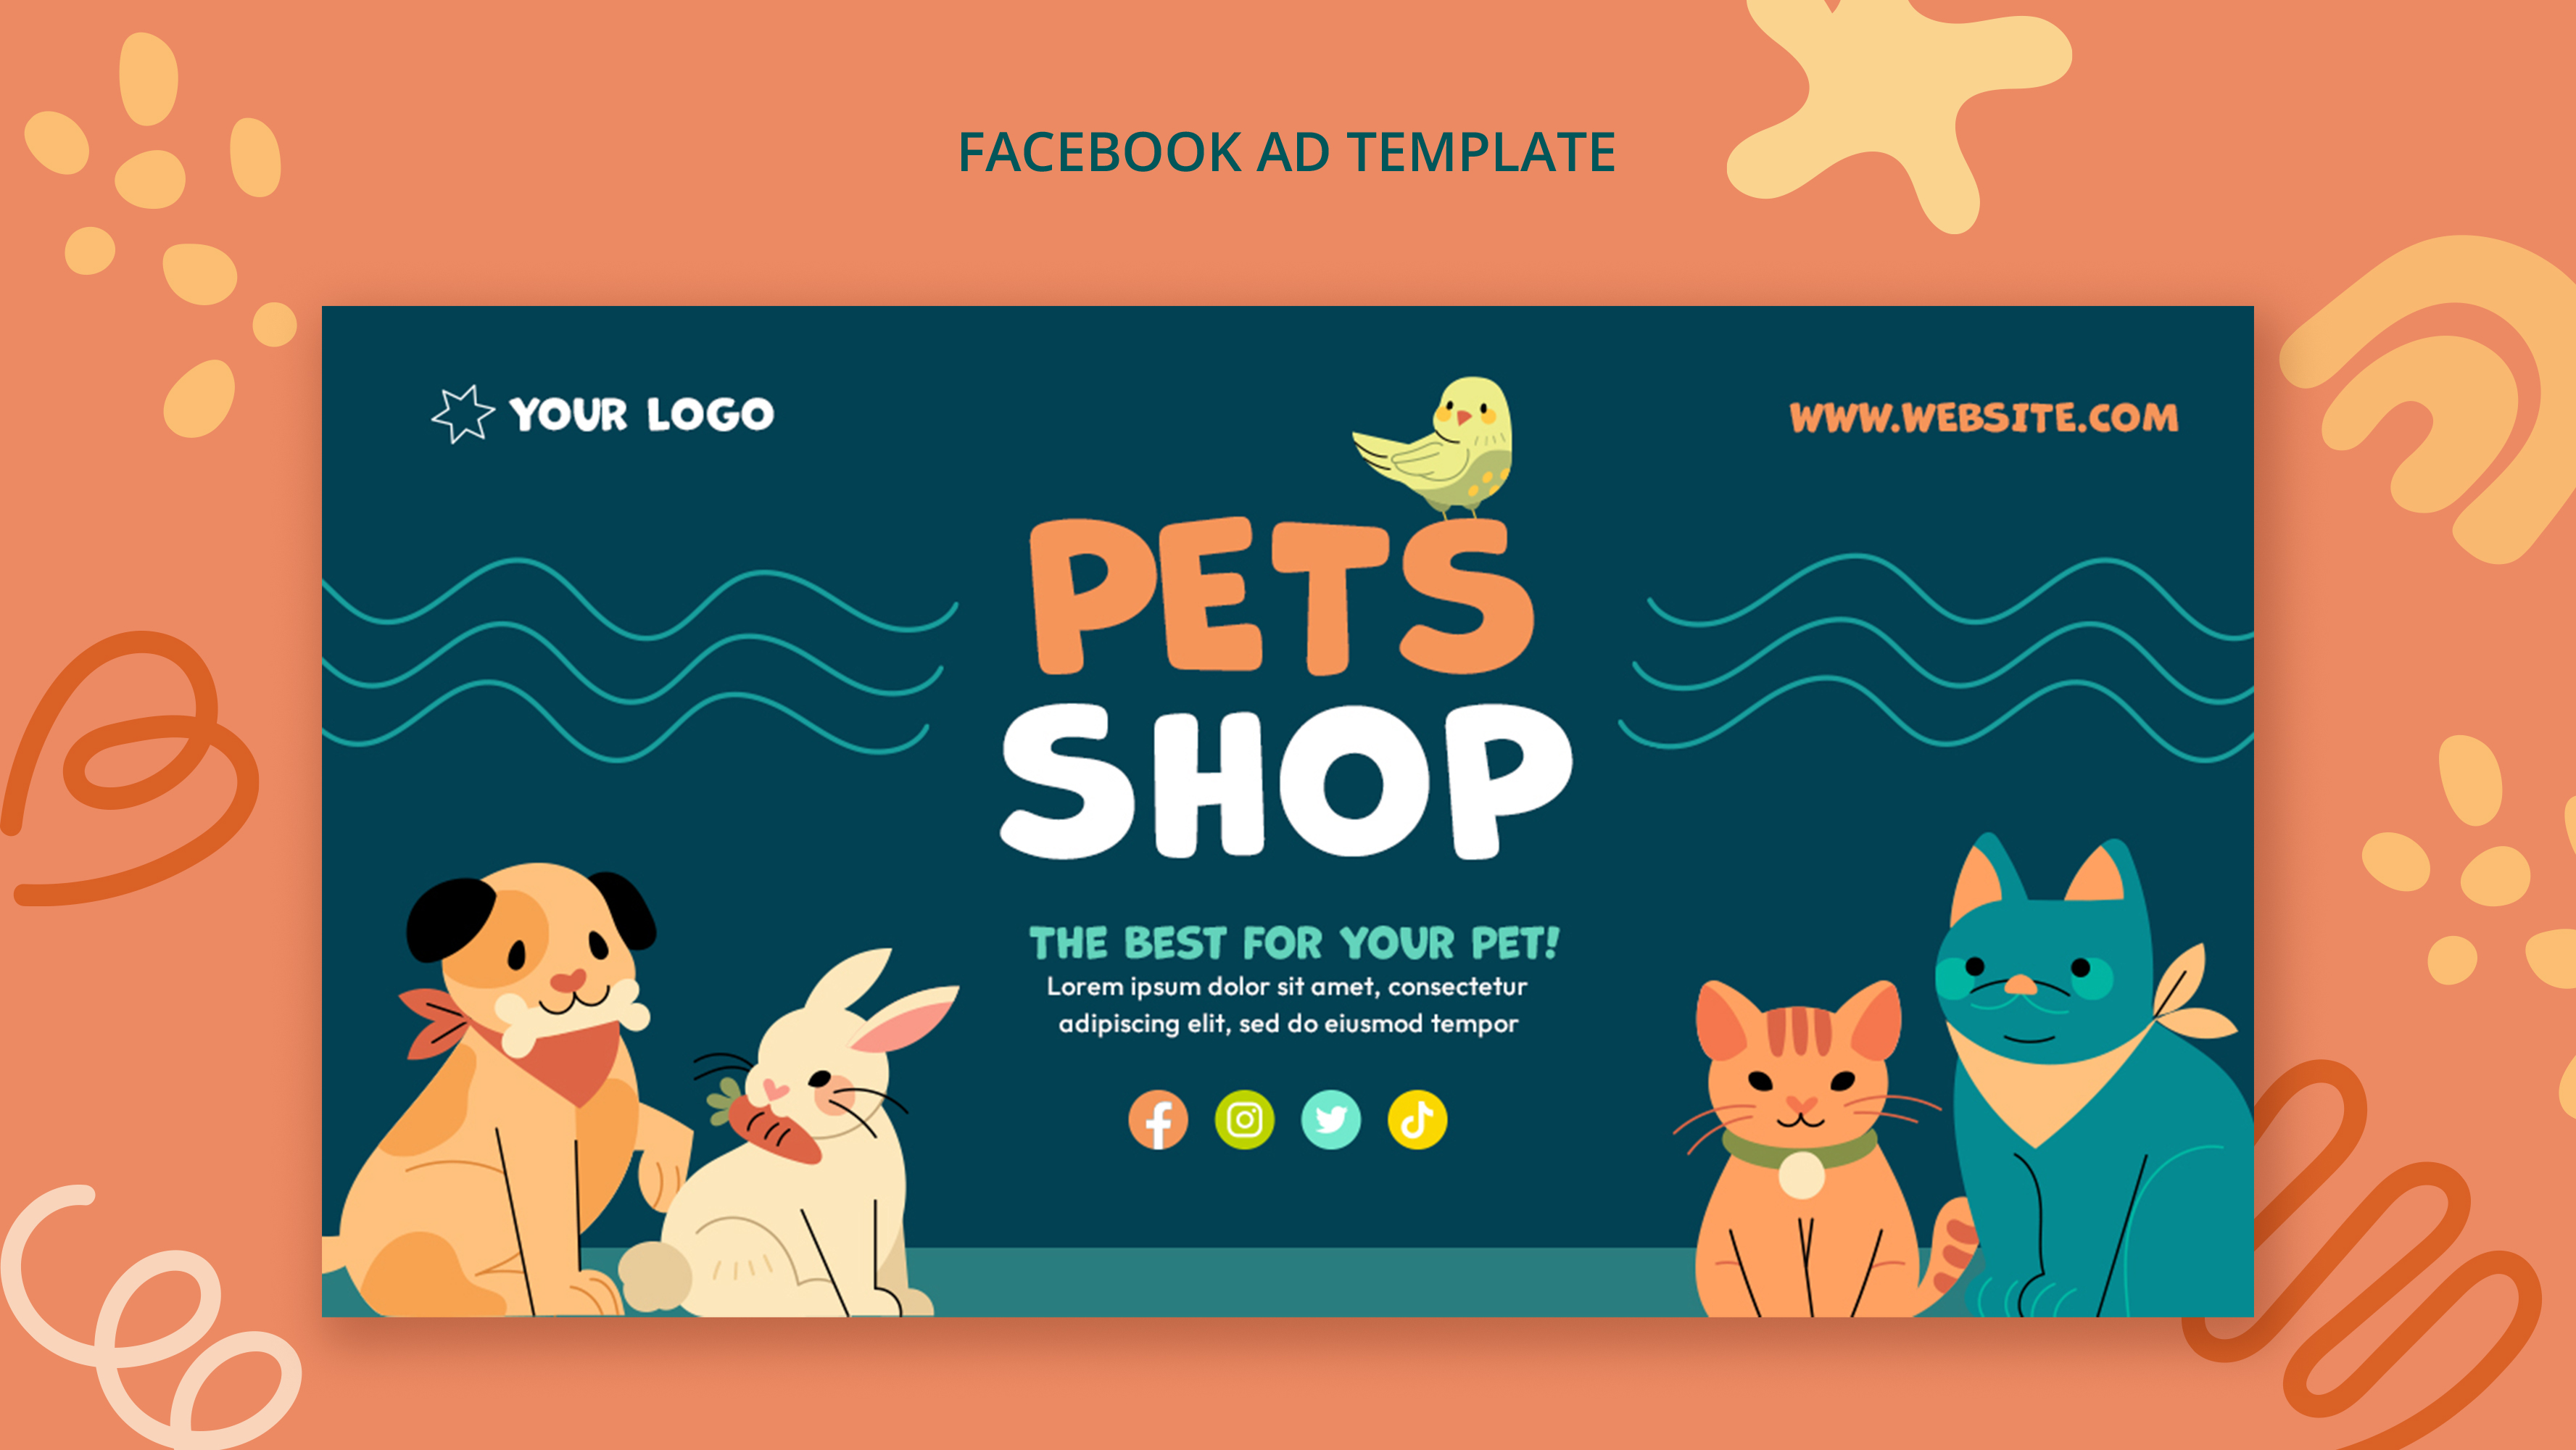 FACEBOOK AD TEMPLATE
YOUR LOGO
WWW.WEBSITE.COM
PETS
SHOP
THE BEST FOR YOUR PET!
Lorem ipsum dolor sit amet, consectetur
adipiscing elit, sed do eiusmod tempor